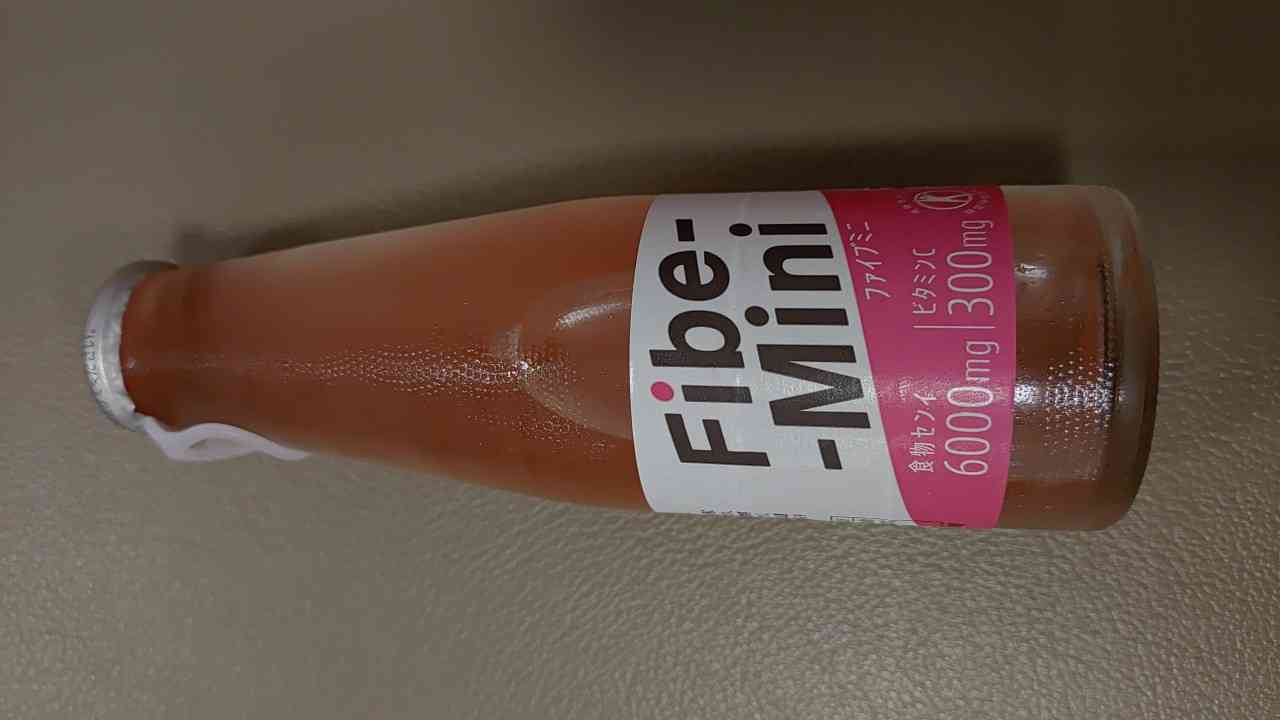 Fibe-
-Mini
ファイブミニ
食物センイ ビタミンC
6000mg 300mg